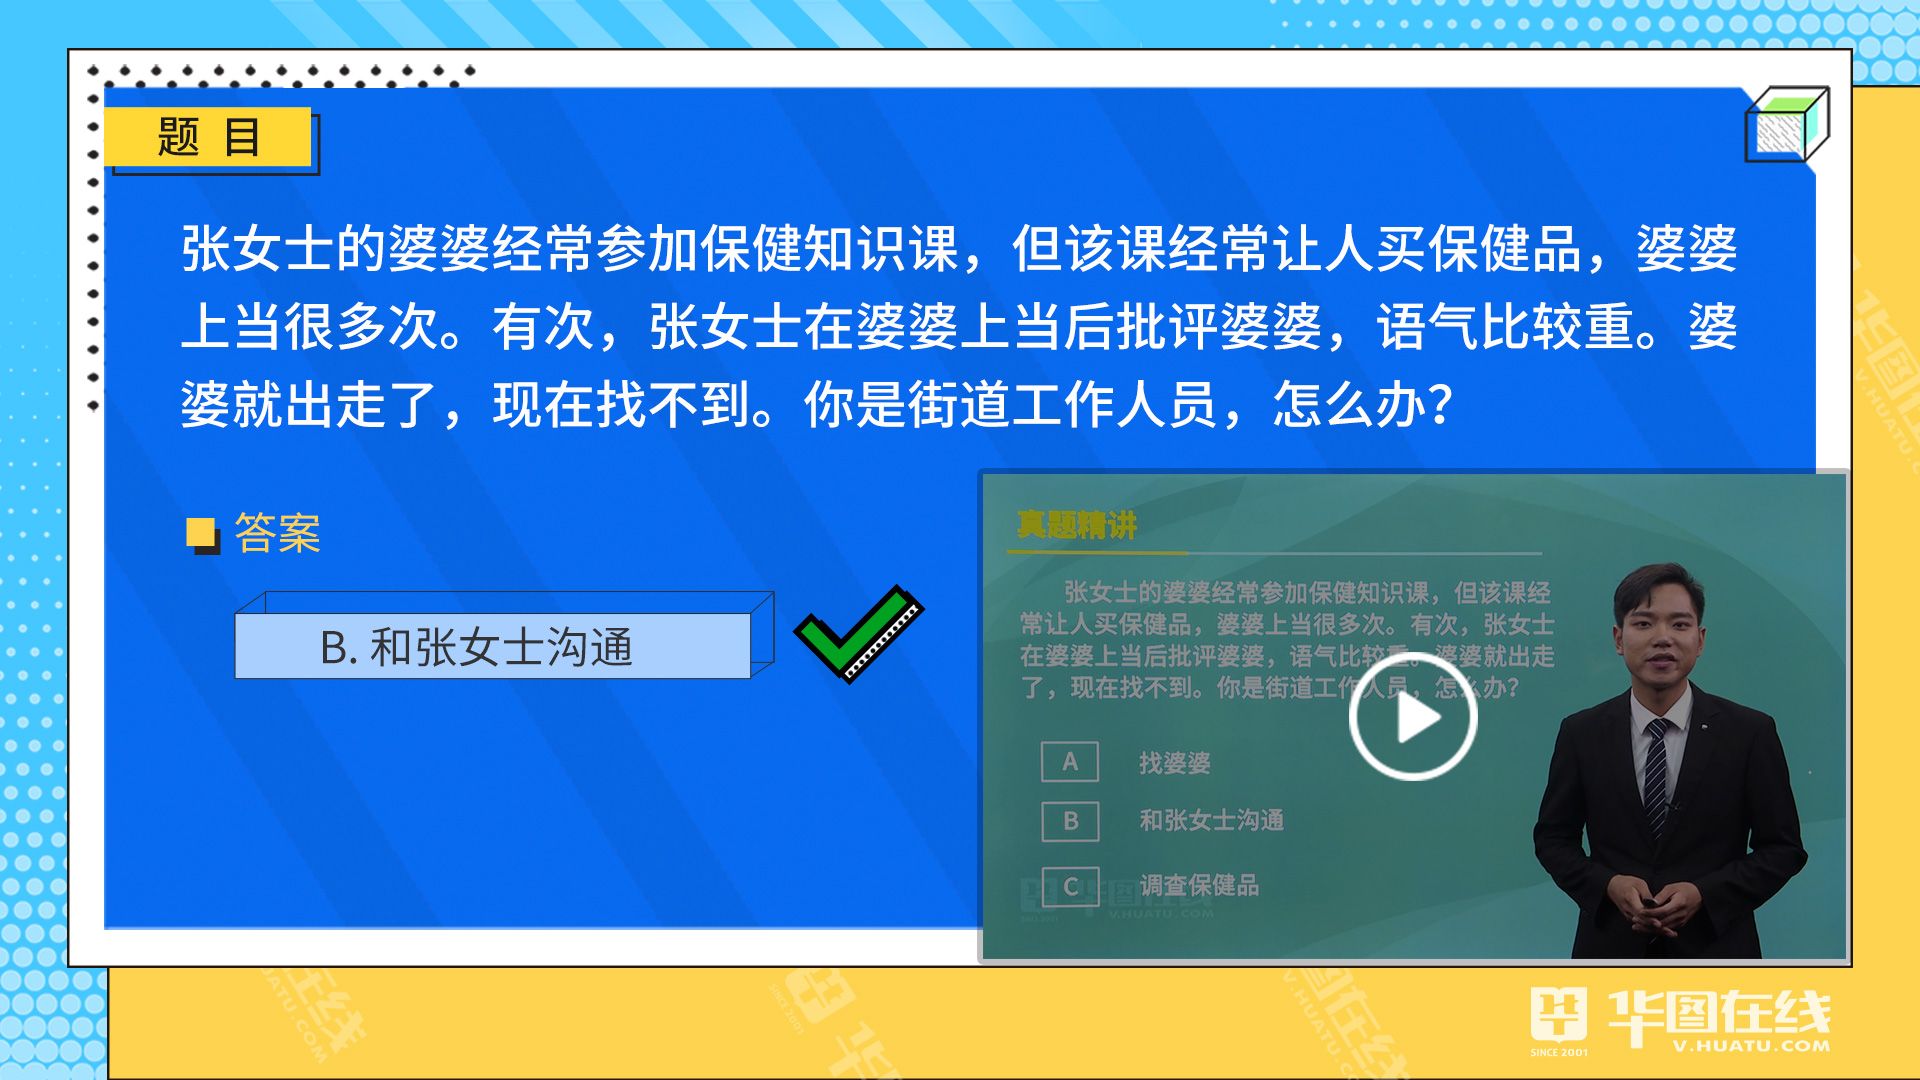 题 目
张女士的婆婆经常参加保健知识课，但该课经常让人买保健品，婆婆
上当很多次。有次，张女士在婆婆上当后批评婆婆，语气比较重。婆
婆就出走了，现在找不到。你是街道工作人员，怎么办？
答案
B. 和张女士沟通
真题精讲
张女士的婆婆经常参加保健知识课，但该课经
常让人买保健品，婆婆上当很多次。有次，张女士
在婆婆上当后批评婆婆，语气比较重。婆婆就出走
了，现在找不到。你是街道工作人员，怎么办？
A 找婆婆
B 和张女士沟通
C 调查保健品
华图在线
V.HUATU.COM
SINCE 2001
华图在线
V.HUATU.COM